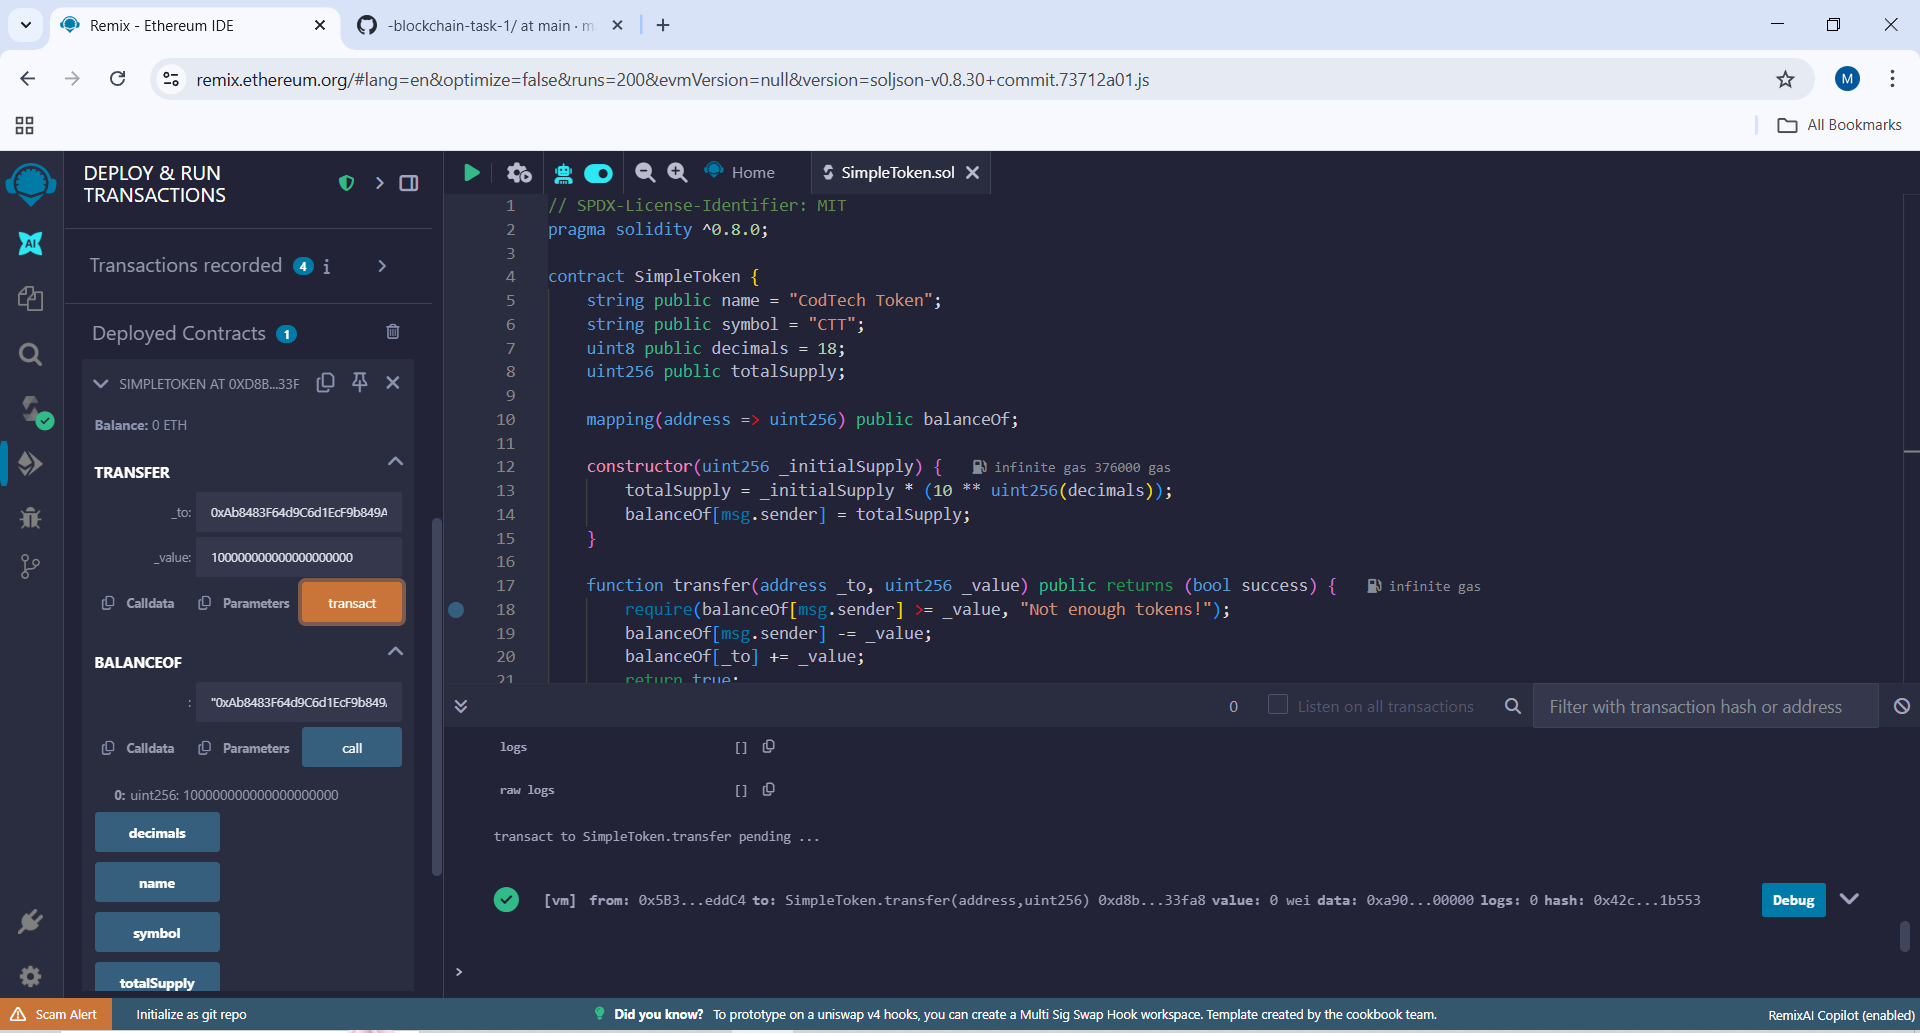 Remix - Ethereum IDE
-blockchain-task-1/ at main · m
remix.ethereum.org/#lang=en&optimize=false&runs=200&evmVersion=null&version=soljson-v0.8.30+commit.73712a01.js
M
All Bookmarks
DEPLOY & RUN
TRANSACTIONS
Transactions recorded 4 i
Deployed Contracts 1
SIMPLETOKEN AT 0XD8B...33F
Balance: 0 ETH
TRANSFER
_to: 0xAb8483F64d9C6d1EcF9b849A
_value: 100000000000000000000
Calldata Parameters transact
BALANCEOF
: "0xAb8483F64d9C6d1EcF9b849
Calldata Parameters call
0: uint256: 100000000000000000000
decimals
name
symbol
totalSupply
AI
Home
SimpleToken.sol
1 // SPDX-License-Identifier: MIT
2 pragma solidity ^0.8.0;
3
4 contract SimpleToken {
5 string public name = "CodTech Token";
6 string public symbol = "CTT";
7 uint8 public decimals = 18;
8 uint256 public totalSupply;
9
10 mapping(address => uint256) public balanceOf;
11
12 constructor(uint256 _initialSupply) { infinite gas 376000 gas
13 totalSupply = _initialSupply * (10 ** uint256(decimals));
14 balanceOf[msg.sender] = totalSupply;
15 }
16
17 function transfer(address _to, uint256 _value) public returns (bool success) { infinite gas
18 require(balanceOf[msg.sender] >= _value, "Not enough tokens!");
19 balanceOf[msg.sender] -= _value;
20 balanceOf[_to] += _value;
21 return true;
0 Listen on all transactions Filter with transaction hash or address
logs []
raw logs []
transact to SimpleToken.transfer pending ...
[vm] from: 0x5B3...eddC4 to: SimpleToken.transfer(address,uint256) 0xd8b...33fa8 value: 0 wei data: 0xa90...00000 logs: 0 hash: 0x42c...1b553
Debug
>
Scam Alert
Initialize as git repo
Did you know? To prototype on a uniswap v4 hooks, you can create a Multi Sig Swap Hook workspace. Template created by the cookbook team.
RemixAI Copilot (enabled)